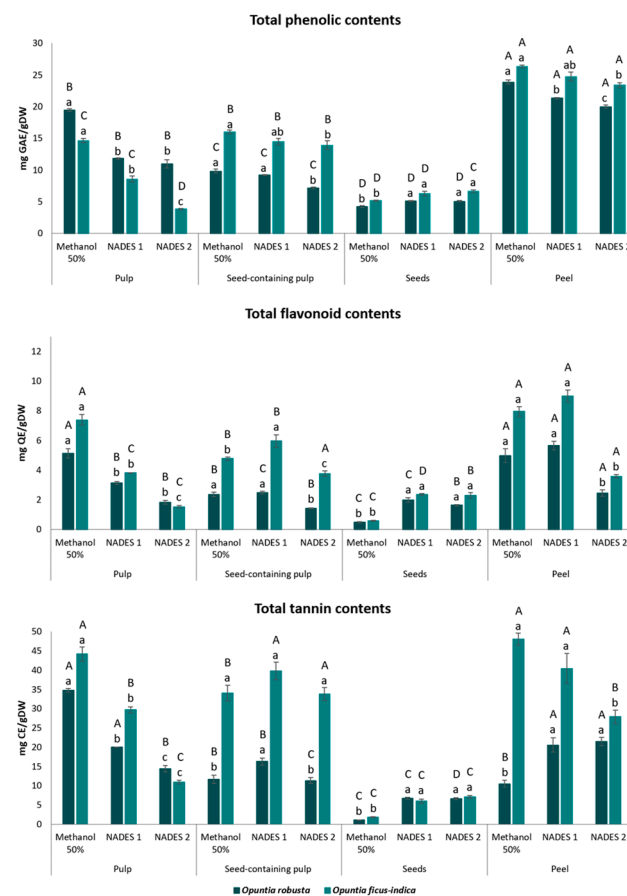 Total phenolic contents
mg GAE/gDW
30
25
20
15
10
5
0
B C B C B D C B C B C B D D D D D C A A A A A A
a a b b b c a a a ab b b b b a a a a a a b ab c b
Methanol 50% NADES 1 NADES 2 Methanol 50% NADES 1 NADES 2 Methanol 50% NADES 1 NADES 2 Methanol 50% NADES 1 NADES 2
Pulp Seed-containing pulp Seeds Peel
Total flavonoid contents
mg QE/gDW
12
10
8
6
4
2
0
A A B C B C B B C B B A C C C D B B A A A A A A
a a b b b c a b a a b c b b a a a a a a a a b b
Methanol 50% NADES 1 NADES 2 Methanol 50% NADES 1 NADES 2 Methanol 50% NADES 1 NADES 2 Methanol 50% NADES 1 NADES 2
Pulp Seed-containing pulp Seeds Peel
Total tannin contents
mg CE/gDW
50
45
40
35
30
25
20
15
10
5
0
A A A B B C B B B A C A C C C C D C B A A A A B
a a b b c c b a a a b a b b a a a a b a a a a b
Methanol 50% NADES 1 NADES 2 Methanol 50% NADES 1 NADES 2 Methanol 50% NADES 1 NADES 2 Methanol 50% NADES 1 NADES 2
Pulp Seed-containing pulp Seeds Peel
Opuntia robusta Opuntia ficus-indica